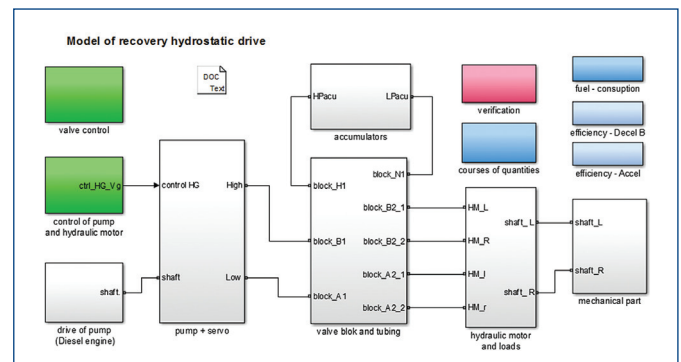 Model of recovery hydrostatic drive
DOC
Text
valve control
HPacu
LPacu
accumulators
verification
fuel - consuption
courses of quantities
efficiency - Decel B
efficiency - Accel
ctrl_HG_Vg
control of pump
and hydraulic motor
control HG
High
shaft
Low
pump + servo
shaft.
drive of pump
(Diesel engine)
block_H1
block_N1
block_B2_1
block_B1
block_B2_2
block_A2_1
block_A1
block_A2_2
valve blok and tubing
HM_L
HM_R
HM_l
HM_r
shaft_ L
shaft_ R
hydraulic motor
and loads
shaft_L
shaft_R
mechanical part